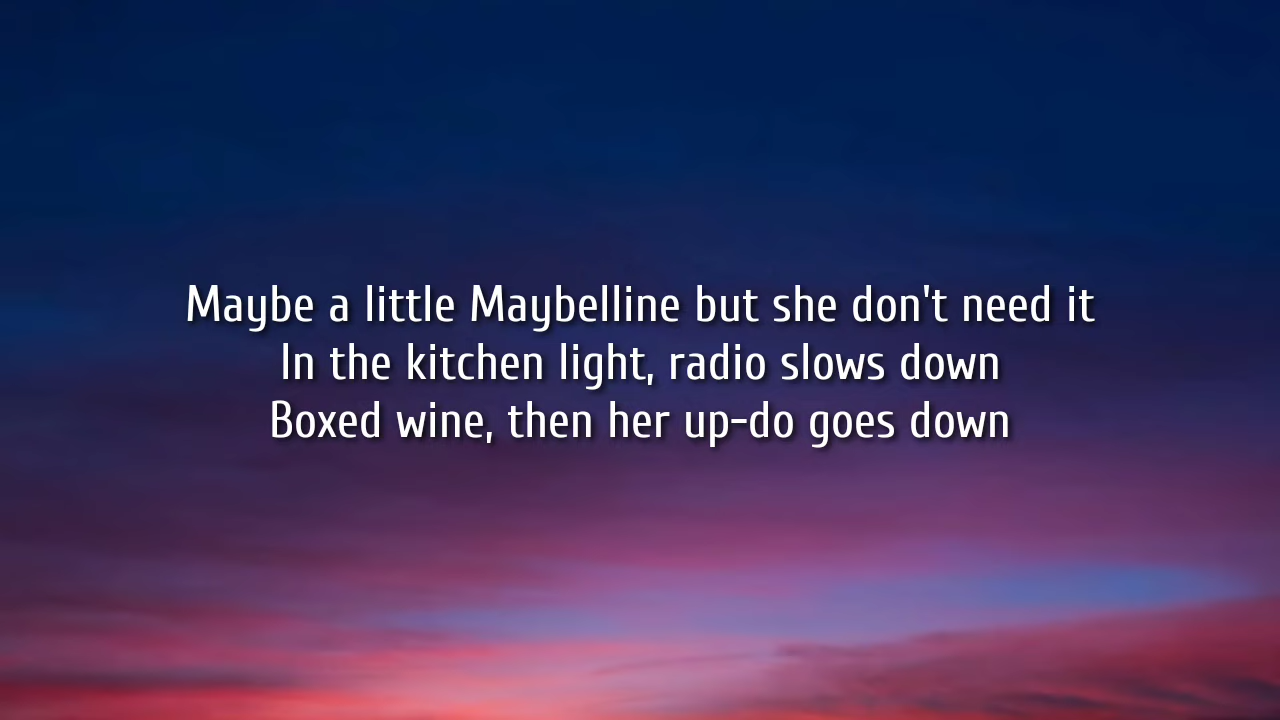 Maybe a little Maybelline but she don't need it
In the kitchen light, radio slows down
Boxed wine, then her up-do goes down